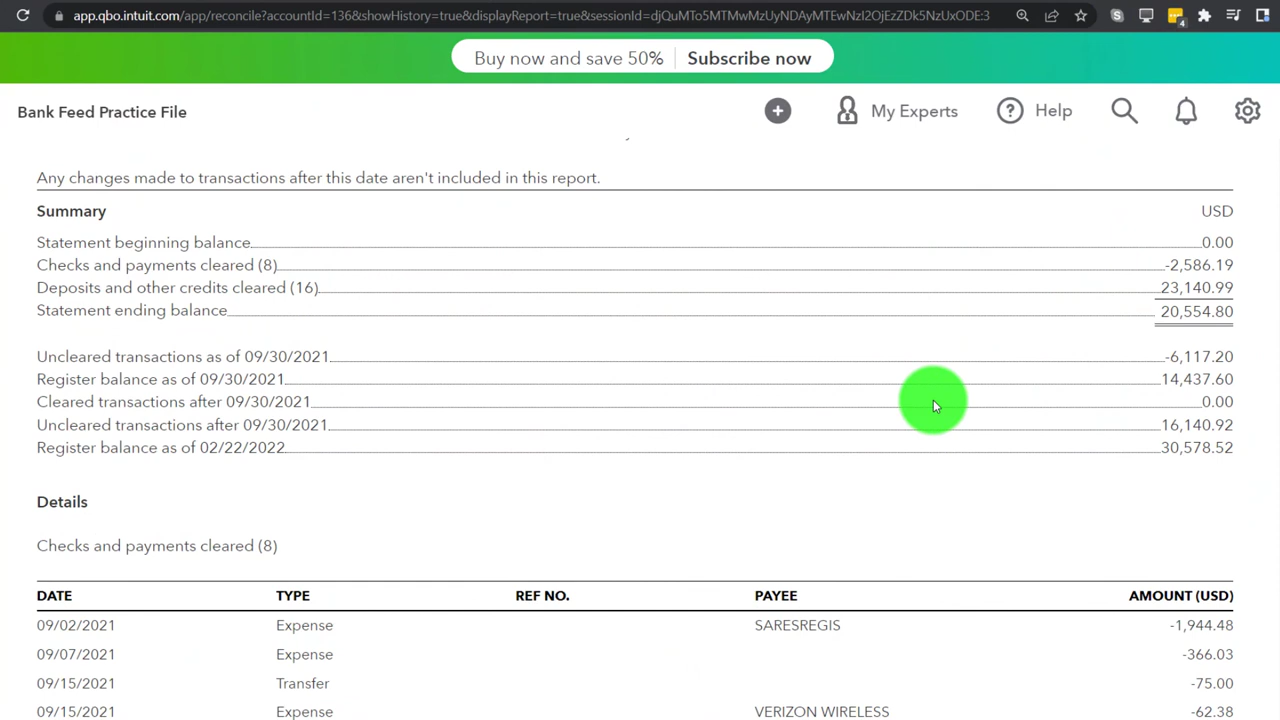 app.qbo.intuit.com/app/reconcile?accountId=136&showHistory=true&displayReport=true&sessionId=djQuMTo5MTMwMzUyNDAyMTEwNzI2OjEzZDk5NzUxODE:3
4
Buy now and save 50% Subscribe now
Bank Feed Practice File My Experts Help
Any changes made to transactions after this date aren't included in this report.
Summary USD
Statement beginning balance 0.00
Checks and payments cleared (8) -2,586.19
Deposits and other credits cleared (16) 23,140.99
Statement ending balance 20,554.80
Uncleared transactions as of 09/30/2021 -6,117.20
Register balance as of 09/30/2021 14,437.60
Cleared transactions after 09/30/2021 0.00
Uncleared transactions after 09/30/2021 16,140.92
Register balance as of 02/22/2022 30,578.52
Details
Checks and payments cleared (8)
DATE TYPE REF NO. PAYEE AMOUNT (USD)
09/02/2021 Expense SARESREGIS -1,944.48
09/07/2021 Expense -366.03
09/15/2021 Transfer -75.00
09/15/2021 Expense VERIZON WIRELESS -62.38